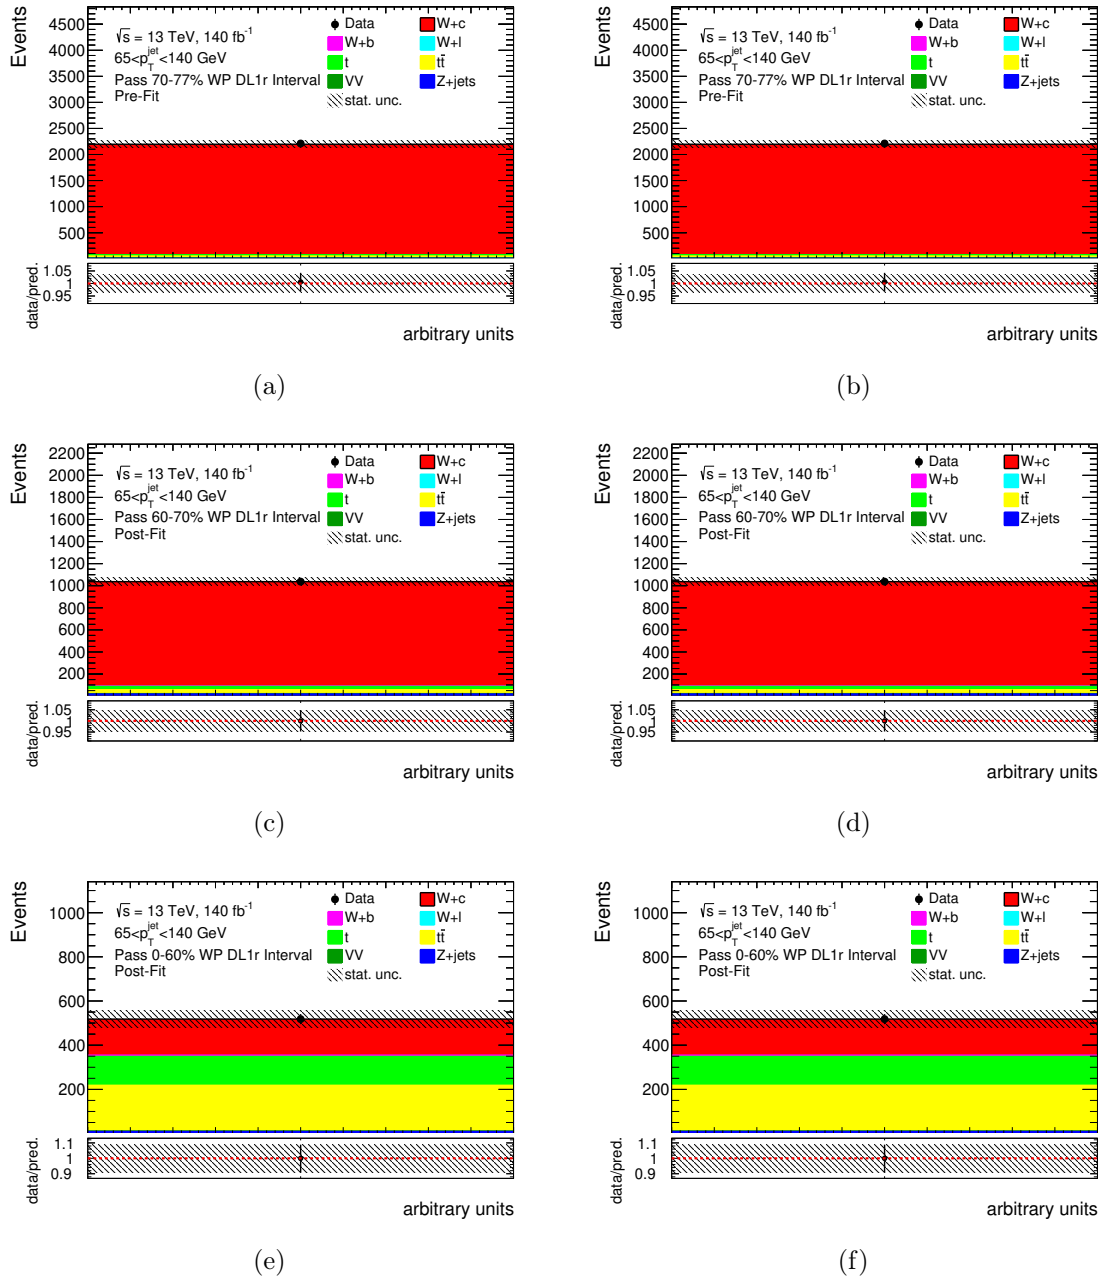 Events
4500
4000
3500
3000
2500
2000
1500
1000
500
√s = 13 TeV, 140 fb⁻¹
65<p_T^jet<140 GeV
Pass 70-77% WP DL1r Interval
Pre-Fit
Data W+c
W+b W+l
t tt̄
VV Z+jets
stat. unc.
data/pred.
1.05
1
0.95
arbitrary units
(a)
Events
4500
4000
3500
3000
2500
2000
1500
1000
500
√s = 13 TeV, 140 fb⁻¹
65<p_T^jet<140 GeV
Pass 70-77% WP DL1r Interval
Pre-Fit
Data W+c
W+b W+l
t tt̄
VV Z+jets
stat. unc.
data/pred.
1.05
1
0.95
arbitrary units
(b)
Events
2200
2000
1800
1600
1400
1200
1000
800
600
400
200
√s = 13 TeV, 140 fb⁻¹
65<p_T^jet<140 GeV
Pass 60-70% WP DL1r Interval
Post-Fit
Data W+c
W+b W+l
t tt̄
VV Z+jets
stat. unc.
data/pred.
1.05
1
0.95
arbitrary units
(c)
Events
2200
2000
1800
1600
1400
1200
1000
800
600
400
200
√s = 13 TeV, 140 fb⁻¹
65<p_T^jet<140 GeV
Pass 60-70% WP DL1r Interval
Post-Fit
Data W+c
W+b W+l
t tt̄
VV Z+jets
stat. unc.
data/pred.
1.05
1
0.95
arbitrary units
(d)
Events
1000
800
600
400
200
√s = 13 TeV, 140 fb⁻¹
65<p_T^jet<140 GeV
Pass 0-60% WP DL1r Interval
Post-Fit
Data W+c
W+b W+l
t tt̄
VV Z+jets
stat. unc.
data/pred.
1.1
1
0.9
arbitrary units
(e)
Events
1000
800
600
400
200
√s = 13 TeV, 140 fb⁻¹
65<p_T^jet<140 GeV
Pass 0-60% WP DL1r Interval
Post-Fit
Data W+c
W+b W+l
t tt̄
VV Z+jets
stat. unc.
data/pred.
1.1
1
0.9
arbitrary units
(f)